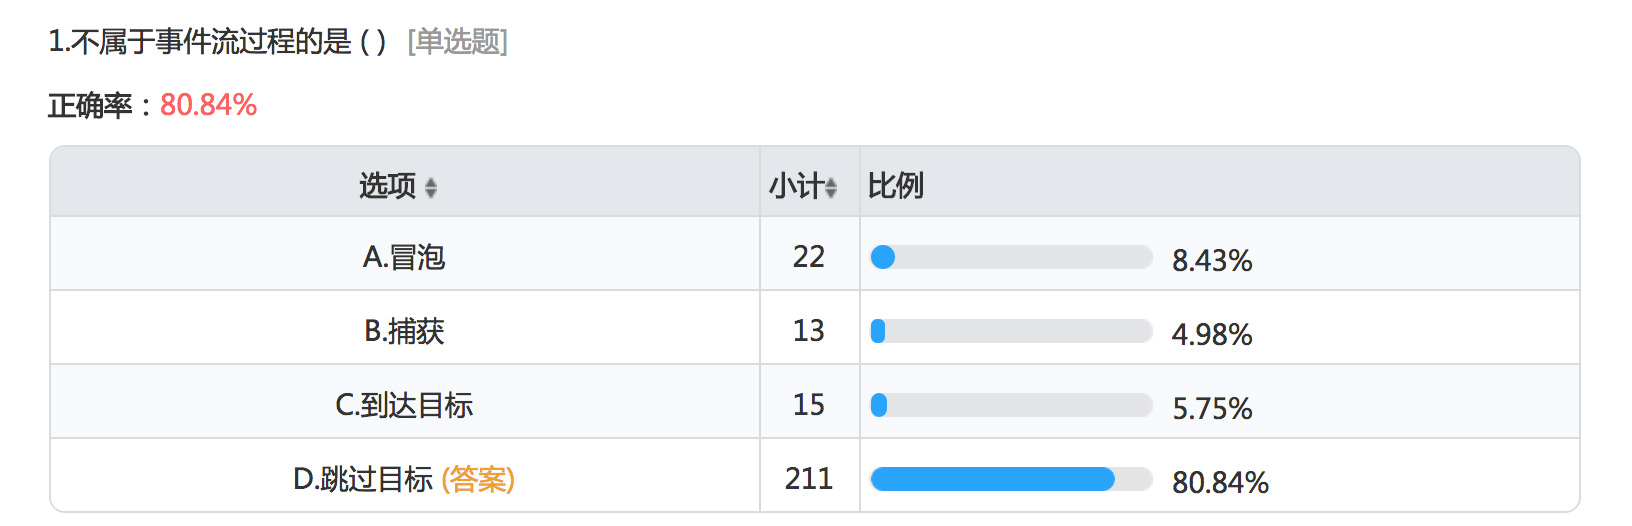 1.不属于事件流过程的是 ( ) [单选题]
正确率：80.84%
选项 小计 比例
A.冒泡 22 8.43%
B.捕获 13 4.98%
C.到达目标 15 5.75%
D.跳过目标 (答案) 211 80.84%